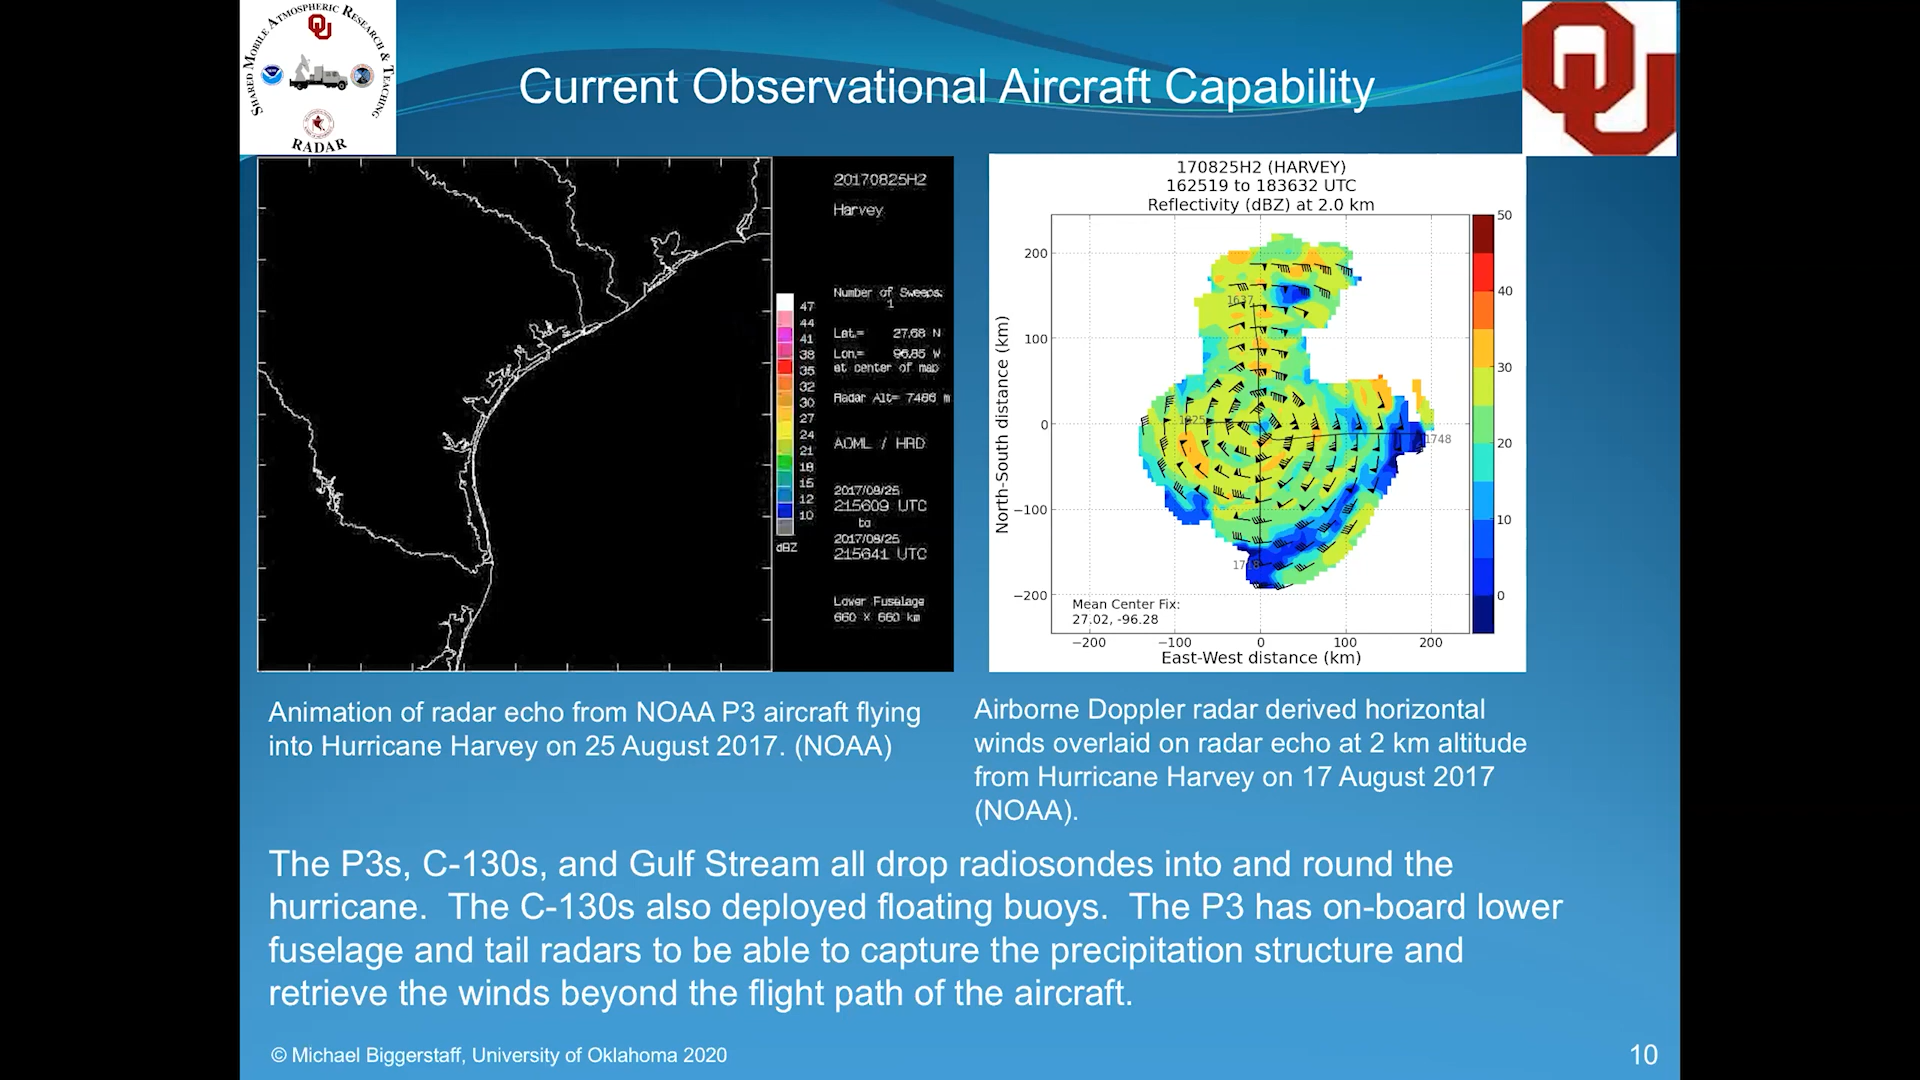 SHARED MOBILE ATMOSPHERIC RESEARCH & TEACHING
OU
RADAR
Current Observational Aircraft Capability
OU
20170825H2
Harvey
Number of Sweeps:
1
Lat.= 27.68 N
Lon.= 96.85 W
at center of map
Radar Alt= 7486 m
AOML / HRD
2017/08/25
215609 UTC
to
2017/08/25
215641 UTC
Lower Fuselage
660 X 660 km
47
44
41
38
35
32
30
27
24
21
18
15
12
10
dBZ
170825H2 (HARVEY)
162519 to 183632 UTC
Reflectivity (dBZ) at 2.0 km
North-South distance (km)
200
100
0
−100
−200
1637
1825
1748
Mean Center Fix:
27.02, -96.28
−200 −100 0 100 200
East-West distance (km)
50
40
30
20
10
0
Animation of radar echo from NOAA P3 aircraft flying
into Hurricane Harvey on 25 August 2017. (NOAA)
Airborne Doppler radar derived horizontal
winds overlaid on radar echo at 2 km altitude
from Hurricane Harvey on 17 August 2017
(NOAA).
The P3s, C-130s, and Gulf Stream all drop radiosondes into and round the
hurricane. The C-130s also deployed floating buoys. The P3 has on-board lower
fuselage and tail radars to be able to capture the precipitation structure and
retrieve the winds beyond the flight path of the aircraft.
© Michael Biggerstaff, University of Oklahoma 2020
10